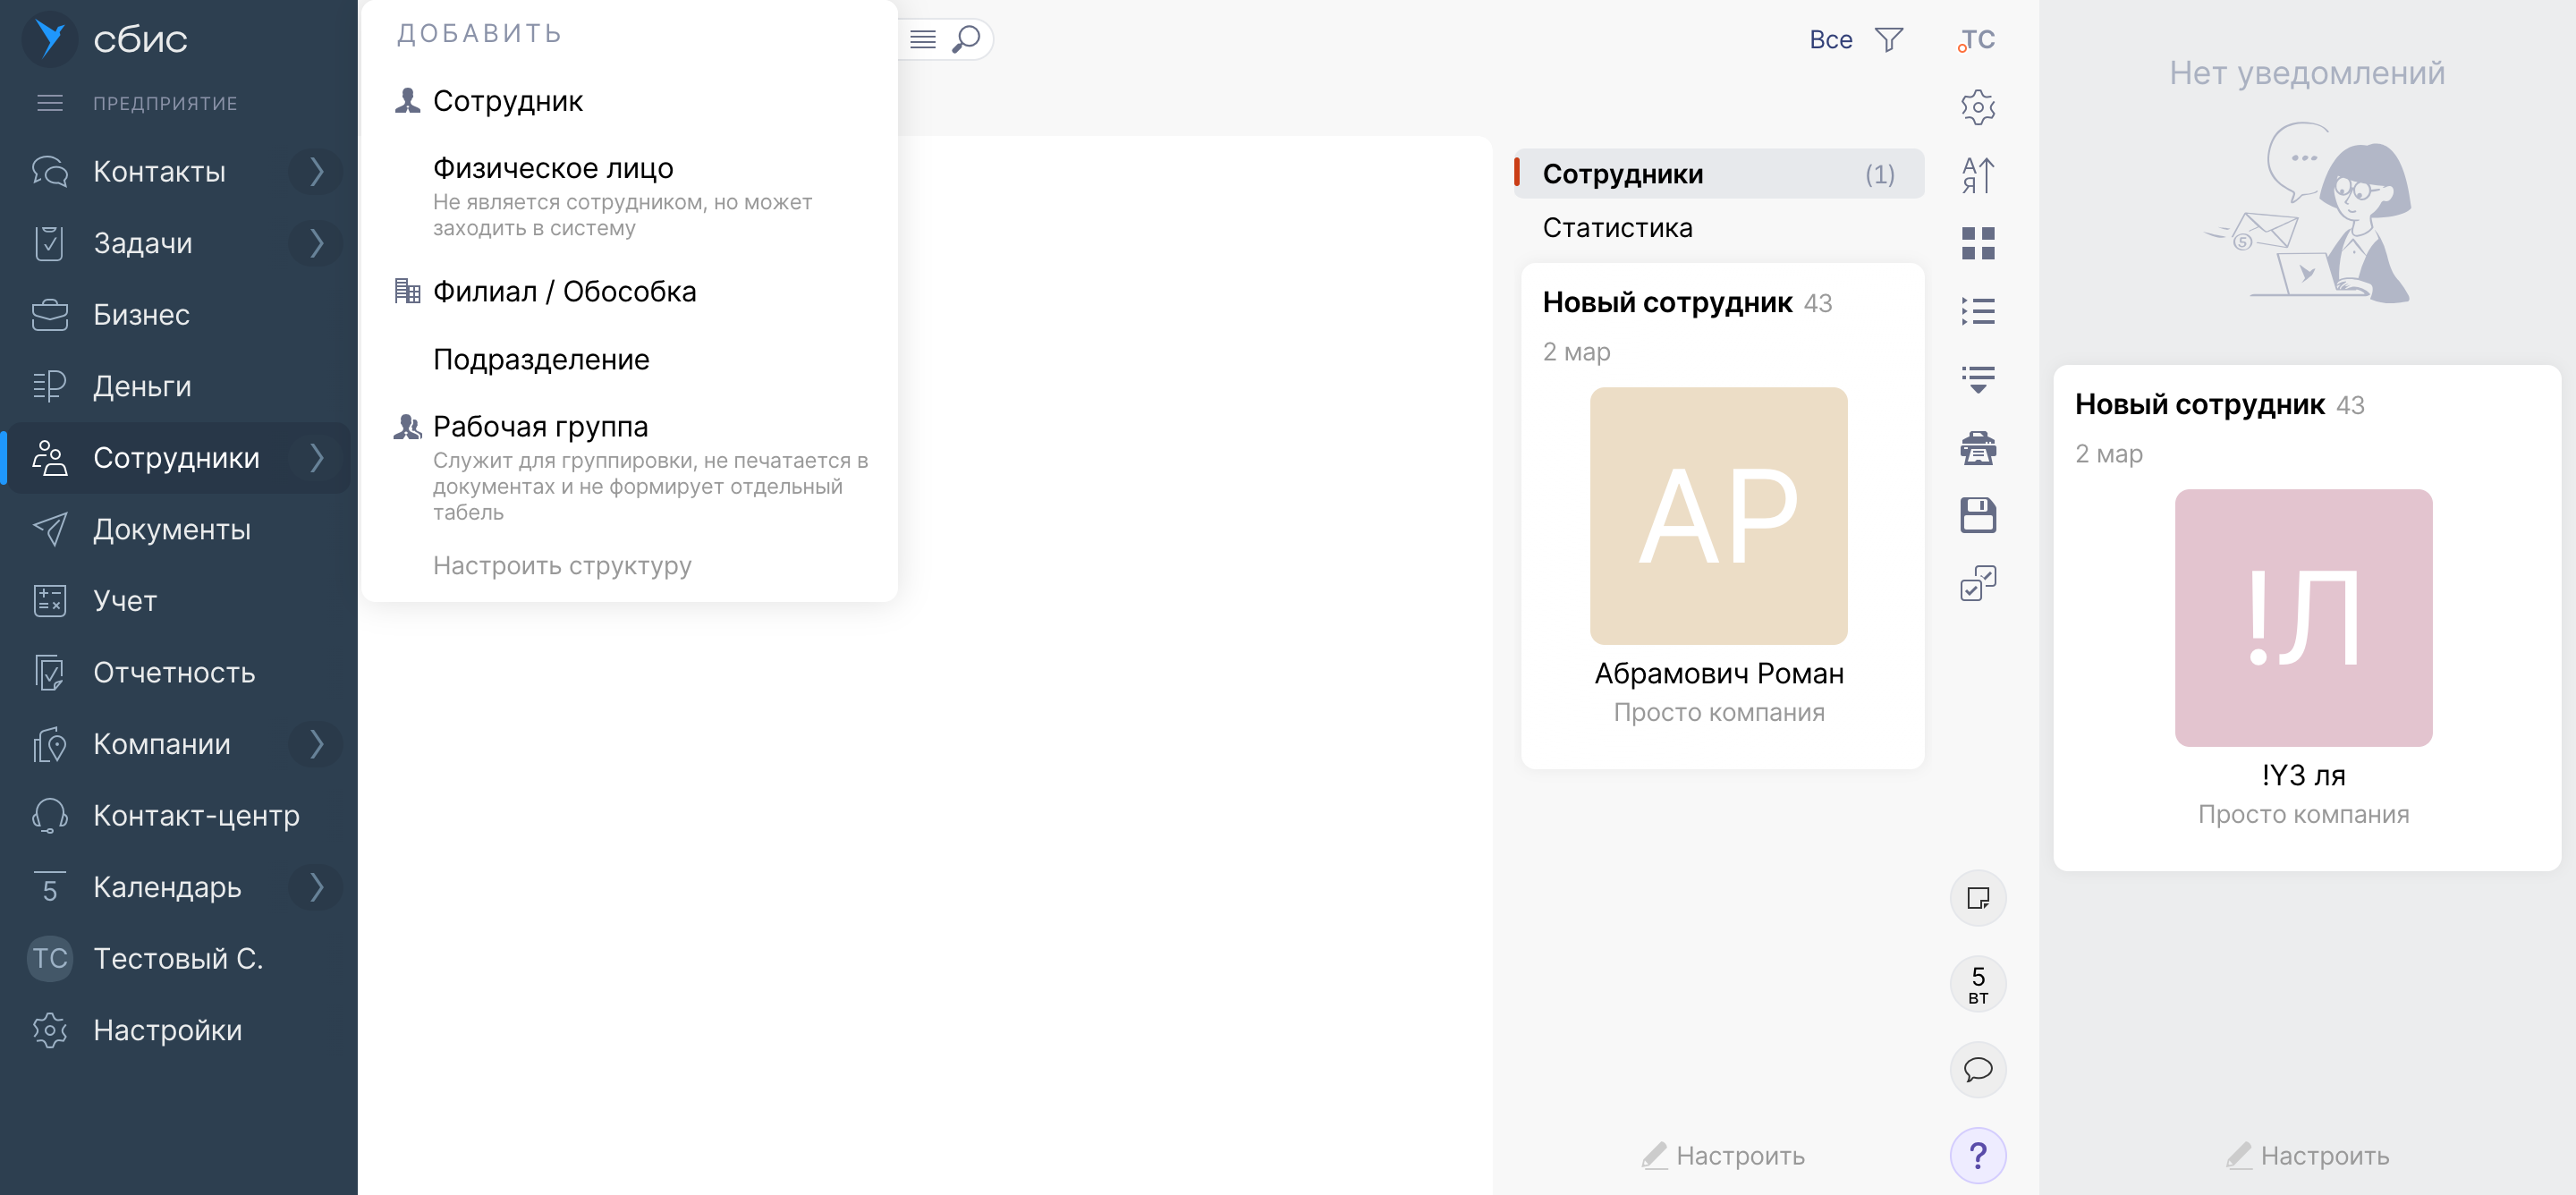 сбис
ПРЕДПРИЯТИЕ
Контакты
Задачи
Бизнес
Деньги
Сотрудники
Документы
Учет
Отчетность
Компании
Контакт-центр
5
Календарь
ТС
Тестовый С.
Настройки
ДОБАВИТЬ
Сотрудник
Физическое лицо
Не является сотрудником, но может
заходить в систему
Филиал / Обособка
Подразделение
Рабочая группа
Служит для группировки, не печатается в
документах и не формирует отдельный
табель
Настроить структуру
Все
Сотрудники (1)
Статистика
Новый сотрудник 43
2 мар
АР
Абрамович Роман
Просто компания
Настроить
ТС
А
Я
5
вт
?
Нет уведомлений
5
Новый сотрудник 43
2 мар
!Л
!Y3 ля
Просто компания
Настроить